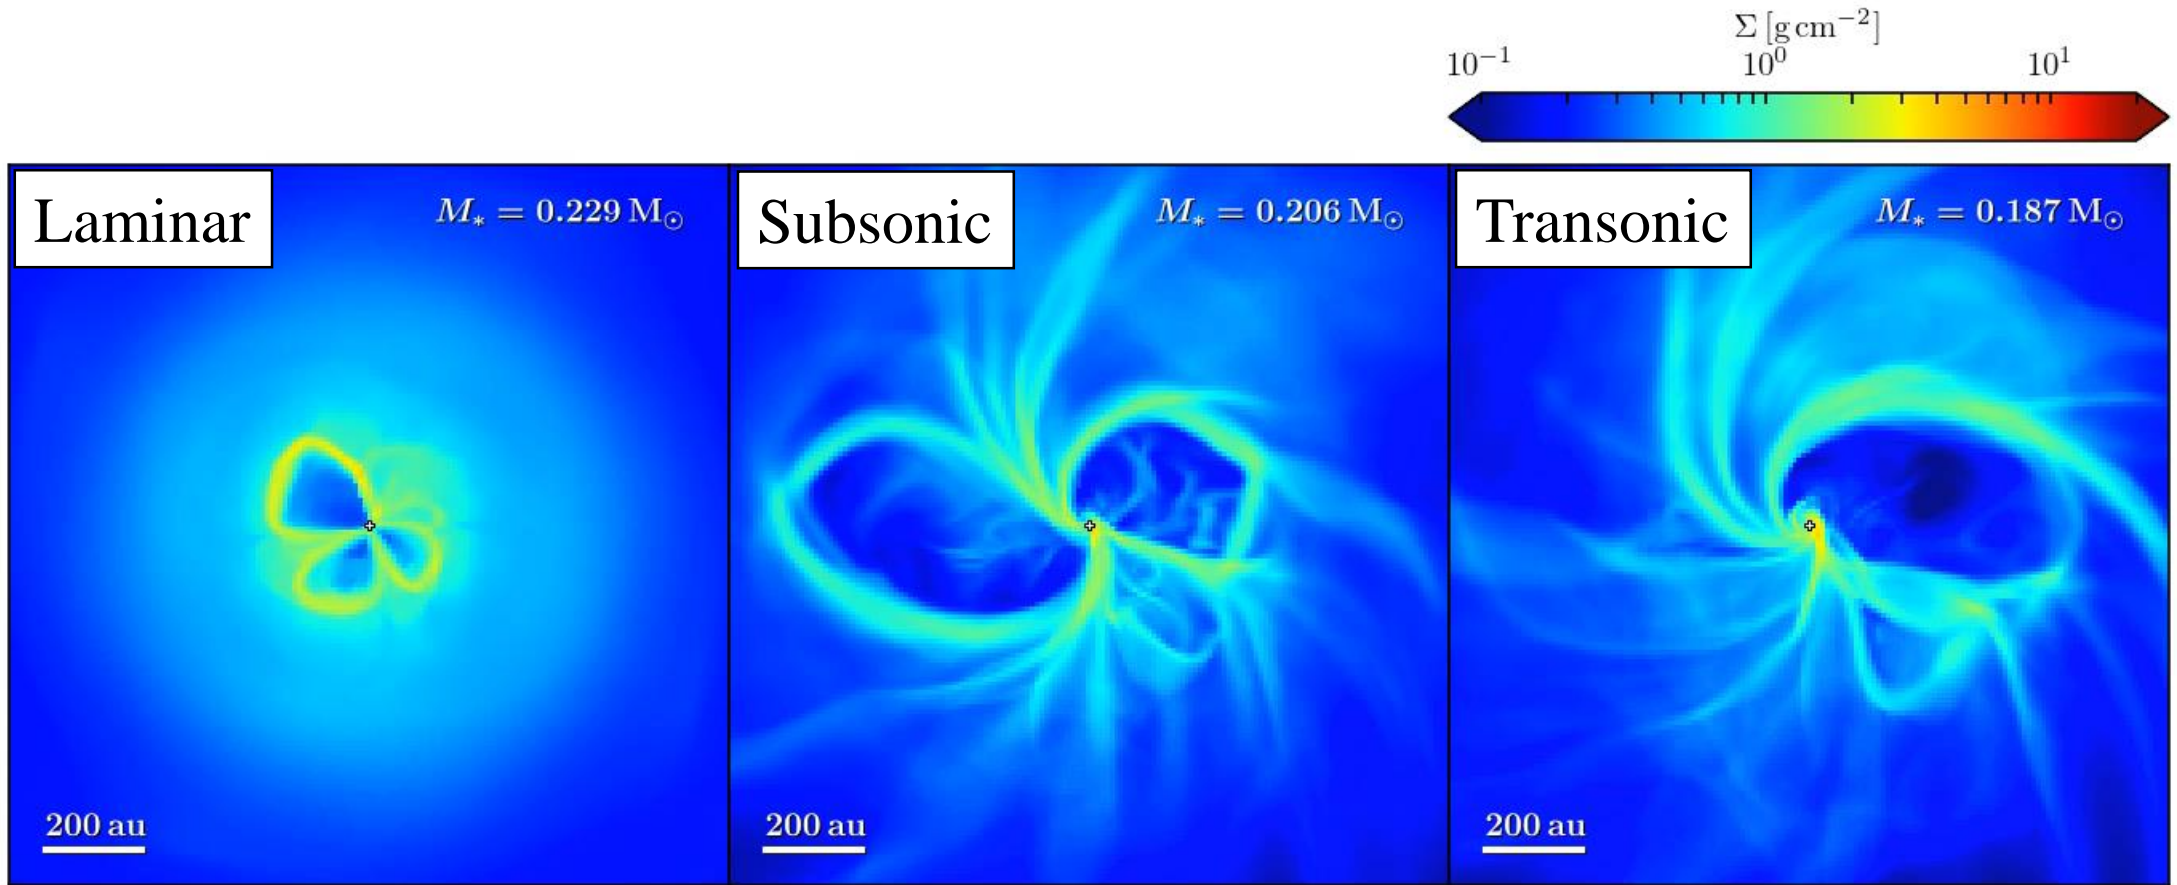 Σ [g cm⁻²]
10⁻¹ 10⁰ 10¹
Laminar
M* = 0.229 M⊙
200 au
Subsonic
M* = 0.206 M⊙
200 au
Transonic
M* = 0.187 M⊙
200 au